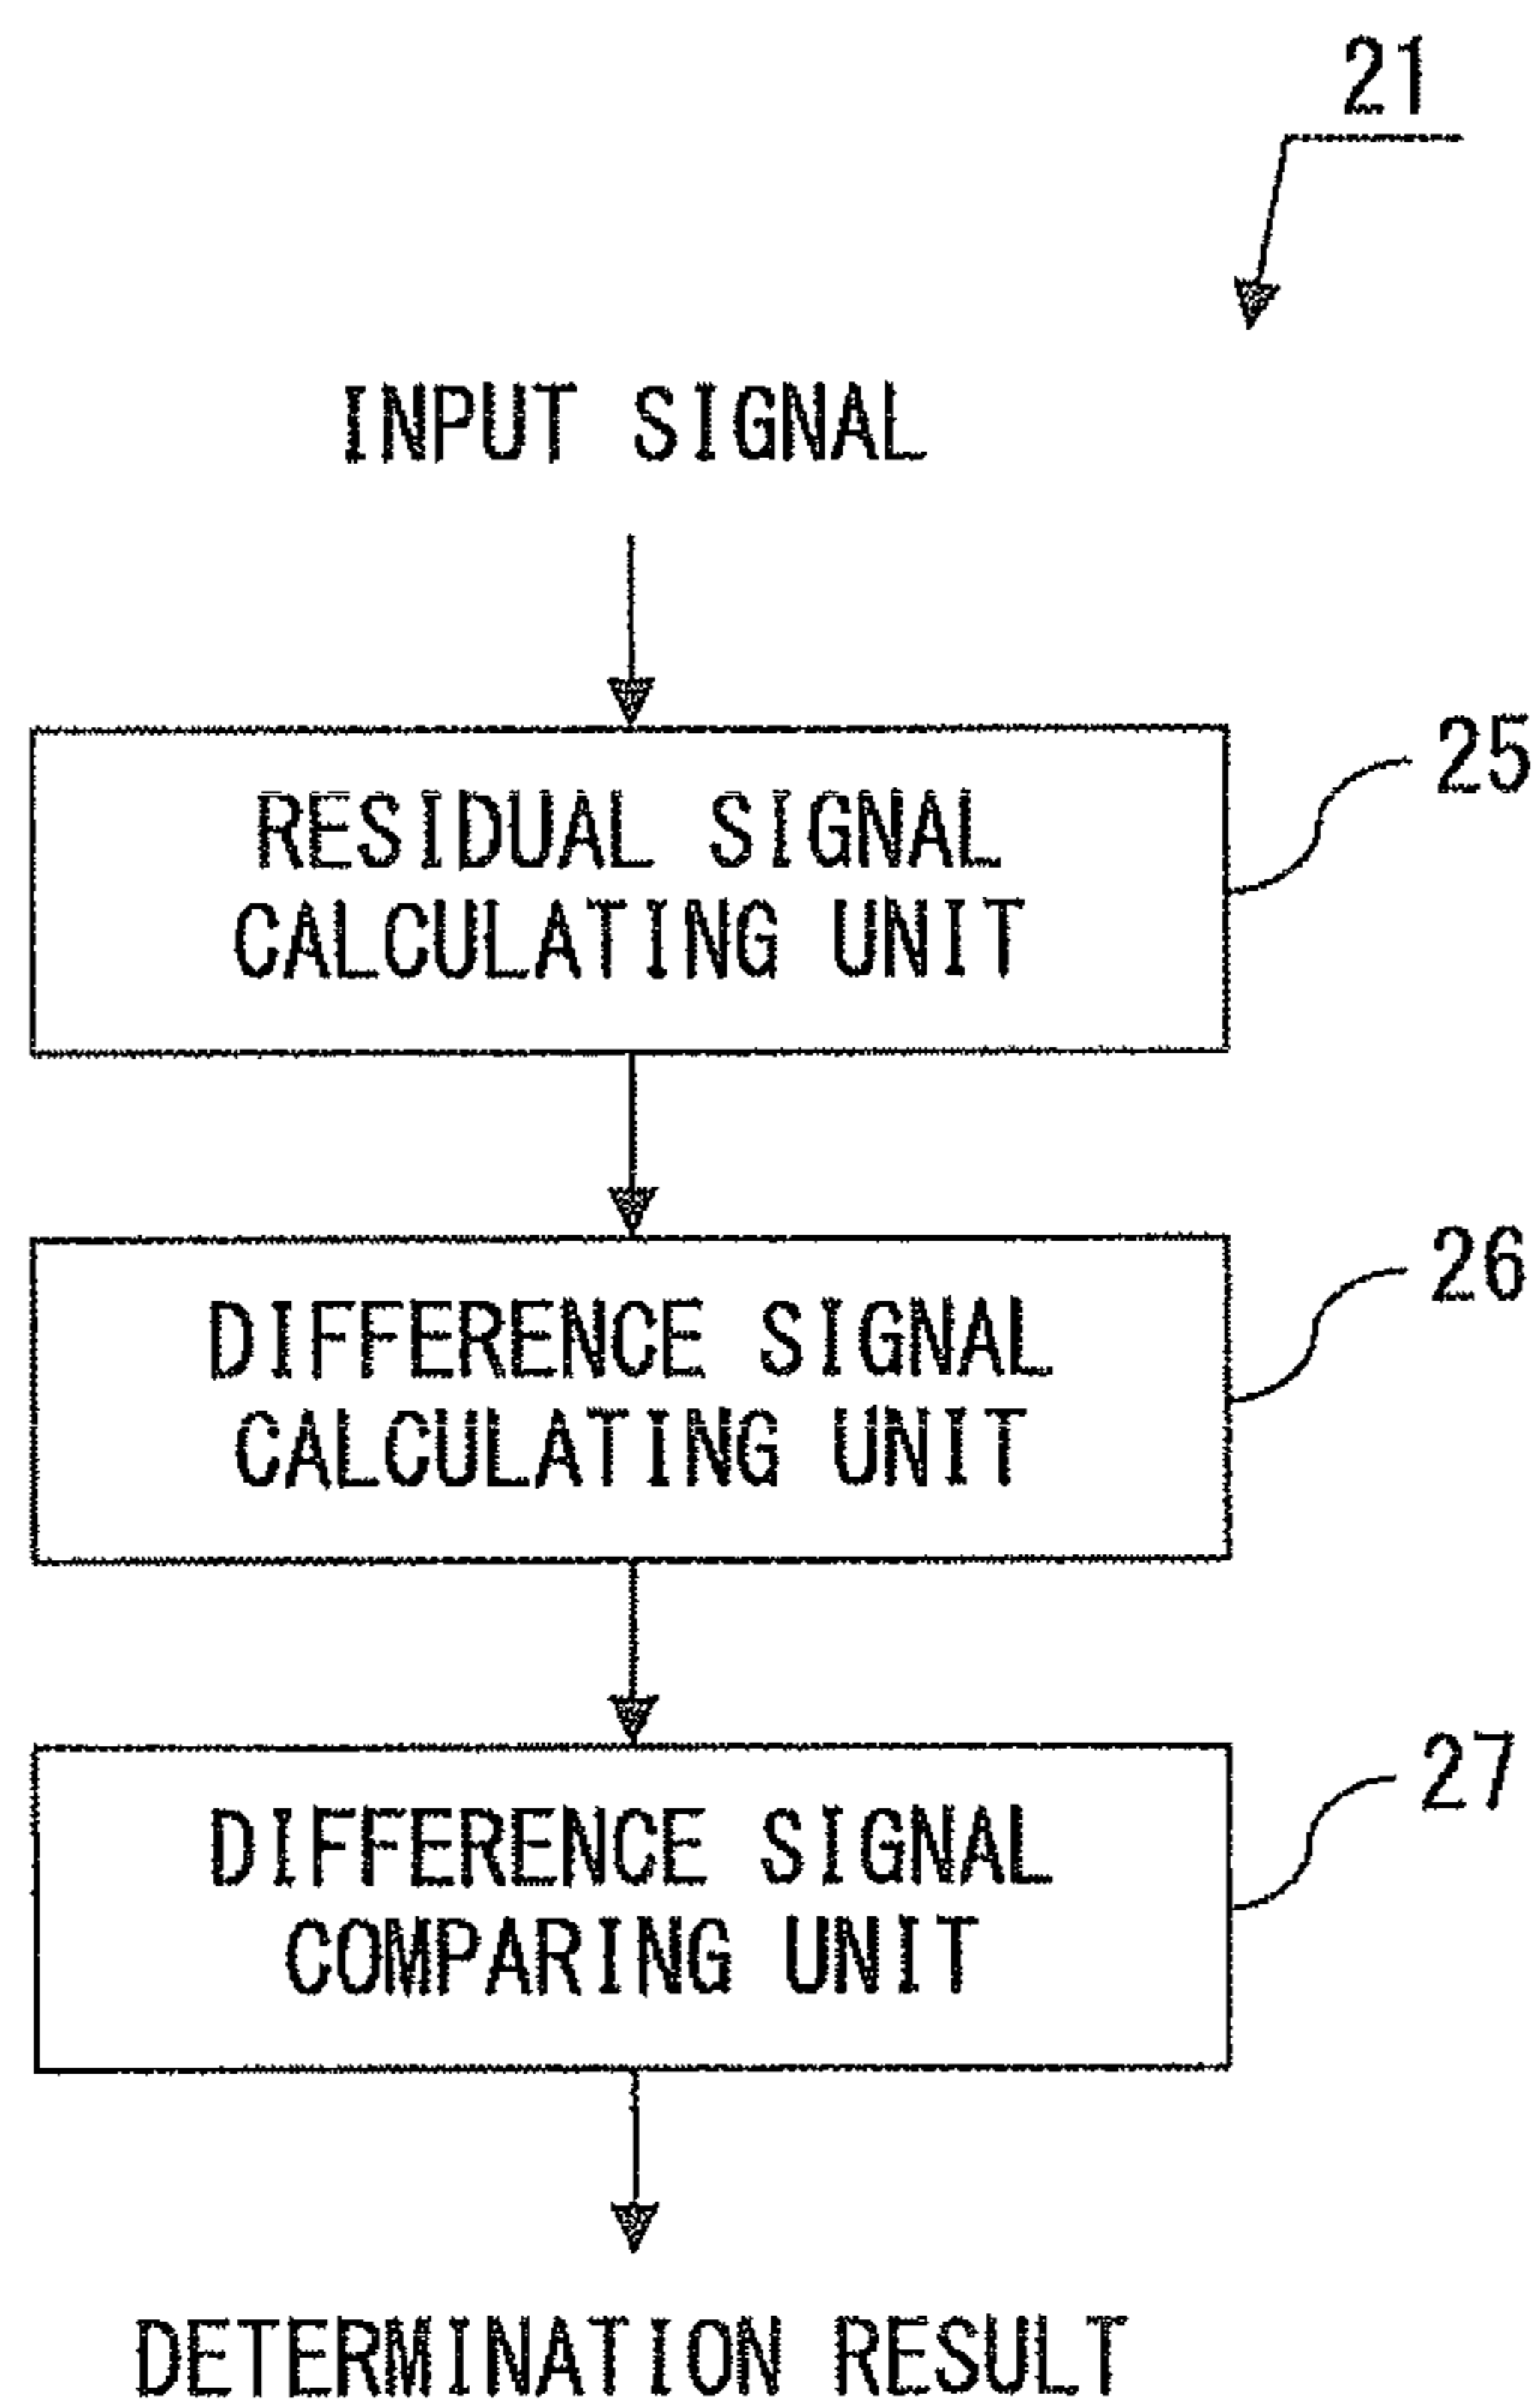 21
INPUT SIGNAL
RESIDUAL SIGNAL
CALCULATING UNIT
25
DIFFERENCE SIGNAL
CALCULATING UNIT
26
DIFFERENCE SIGNAL
COMPARING UNIT
27
DETERMINATION RESULT